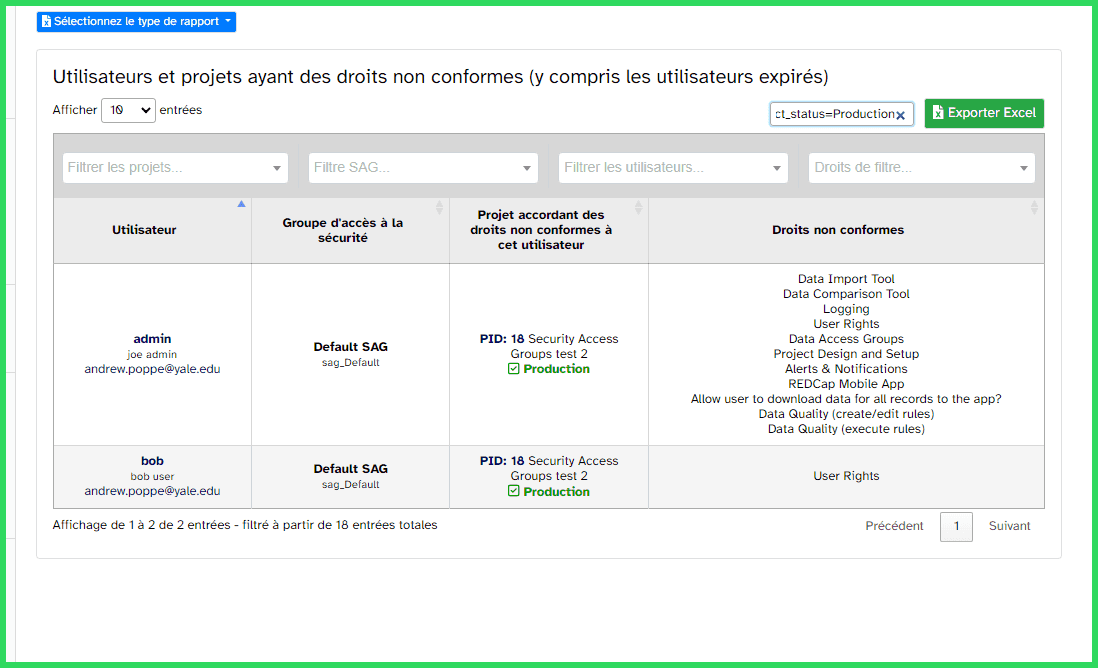 Sélectionnez le type de rapport
Utilisateurs et projets ayant des droits non conformes (y compris les utilisateurs expirés)
Afficher 10 entrées
ct_status=Production
Exporter Excel
Filtrer les projets...
Filtre SAG...
Filtrer les utilisateurs...
Droits de filtre...
Utilisateur
Groupe d'accès à la
sécurité
Projet accordant des
droits non conformes à
cet utilisateur
Droits non conformes
admin
joe admin
andrew.poppe@yale.edu
Default SAG
sag_Default
PID: 18 Security Access
Groups test 2
Production
Data Import Tool
Data Comparison Tool
Logging
User Rights
Data Access Groups
Project Design and Setup
Alerts & Notifications
REDCap Mobile App
Allow user to download data for all records to the app?
Data Quality (create/edit rules)
Data Quality (execute rules)
bob
bob user
andrew.poppe@yale.edu
Default SAG
sag_Default
PID: 18 Security Access
Groups test 2
Production
User Rights
Affichage de 1 à 2 de 2 entrées - filtré à partir de 18 entrées totales
Précédent 1 Suivant